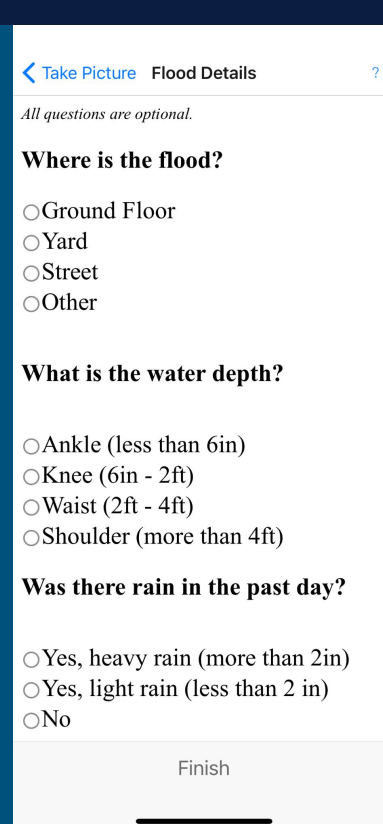 Take Picture Flood Details ?
All questions are optional.
Where is the flood?
Ground Floor
Yard
Street
Other
What is the water depth?
Ankle (less than 6in)
Knee (6in - 2ft)
Waist (2ft - 4ft)
Shoulder (more than 4ft)
Was there rain in the past day?
Yes, heavy rain (more than 2in)
Yes, light rain (less than 2 in)
No
Finish